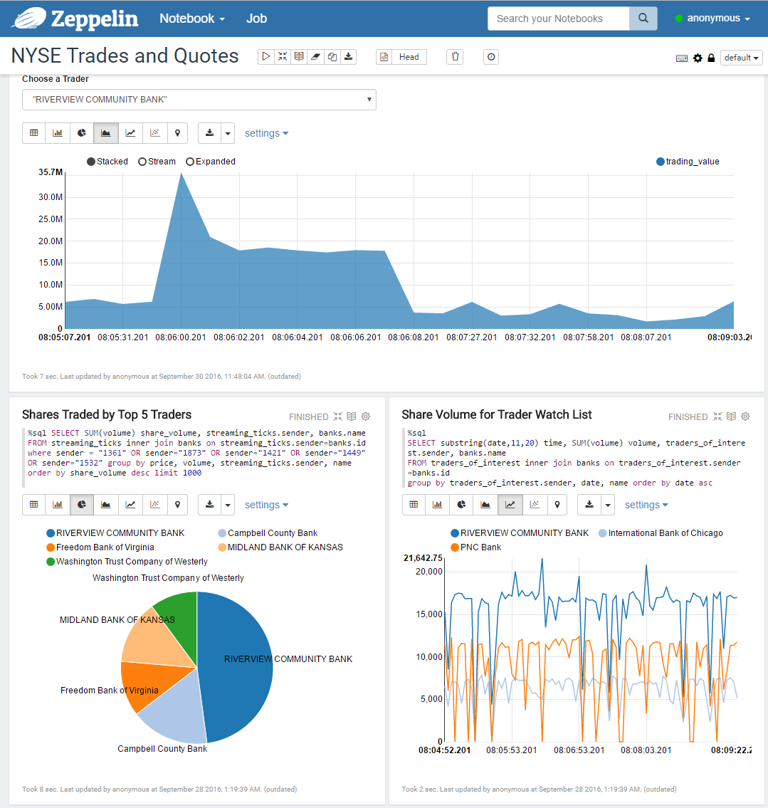 Zeppelin Notebook Job Search your Notebooks anonymous
NYSE Trades and Quotes Head default
Choose a Trader
"RIVERVIEW COMMUNITY BANK"
settings
Stacked Stream Expanded trading_value
35.7M
30.0M
25.0M
20.0M
15.0M
10.0M
5.00M
0
08:05:07.201 08:05:31.201 08:06:00.201 08:06:02.201 08:06:04.201 08:06:06.201 08:06:08.201 08:07:27.201 08:07:32.201 08:07:58.201 08:08:07.201 08:09:03.2
Took 7 sec. Last updated by anonymous at September 30 2016, 11:48:04 AM. (outdated)
Shares Traded by Top 5 Traders FINISHED
%sql SELECT SUM(volume) share_volume, streaming_ticks.sender, banks.name
FROM streaming_ticks inner join banks on streaming_ticks.sender=banks.id
where sender = "1361" OR sender="1873" OR sender="1421" OR sender="1449"
OR sender="1532" group by price, volume, streaming_ticks.sender, name
order by share_volume desc limit 1000
settings
RIVERVIEW COMMUNITY BANK Campbell County Bank
Freedom Bank of Virginia MIDLAND BANK OF KANSAS
Washington Trust Company of Westerly
Washington Trust Company of Westerly
MIDLAND BANK OF KANSAS
RIVERVIEW COMMUNITY BANK
Freedom Bank of Virginia
Campbell County Bank
Took 8 sec. Last updated by anonymous at September 28 2016, 1:19:39 AM. (outdated)
Share Volume for Trader Watch List FINISHED
%sql
SELECT substring(date,11,20) time, SUM(volume) volume, traders_of_intere
st.sender, banks.name
FROM traders_of_interest inner join banks on traders_of_interest.sender
=banks.id
group by traders_of_interest.sender, date, name order by date asc
settings
RIVERVIEW COMMUNITY BANK International Bank of Chicago
PNC Bank
21,642.75
20,000
15,000
10,000
5,000
0
08:04:52.201 08:05:53.201 08:06:53.201 08:08:03.201 08:09:22.2
Took 2 sec. Last updated by anonymous at September 28 2016, 1:19:39 AM. (outdated)